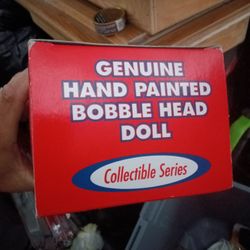 GENUINE
HAND PAINTED
BOBBLE HEAD
DOLL
Collectible Series